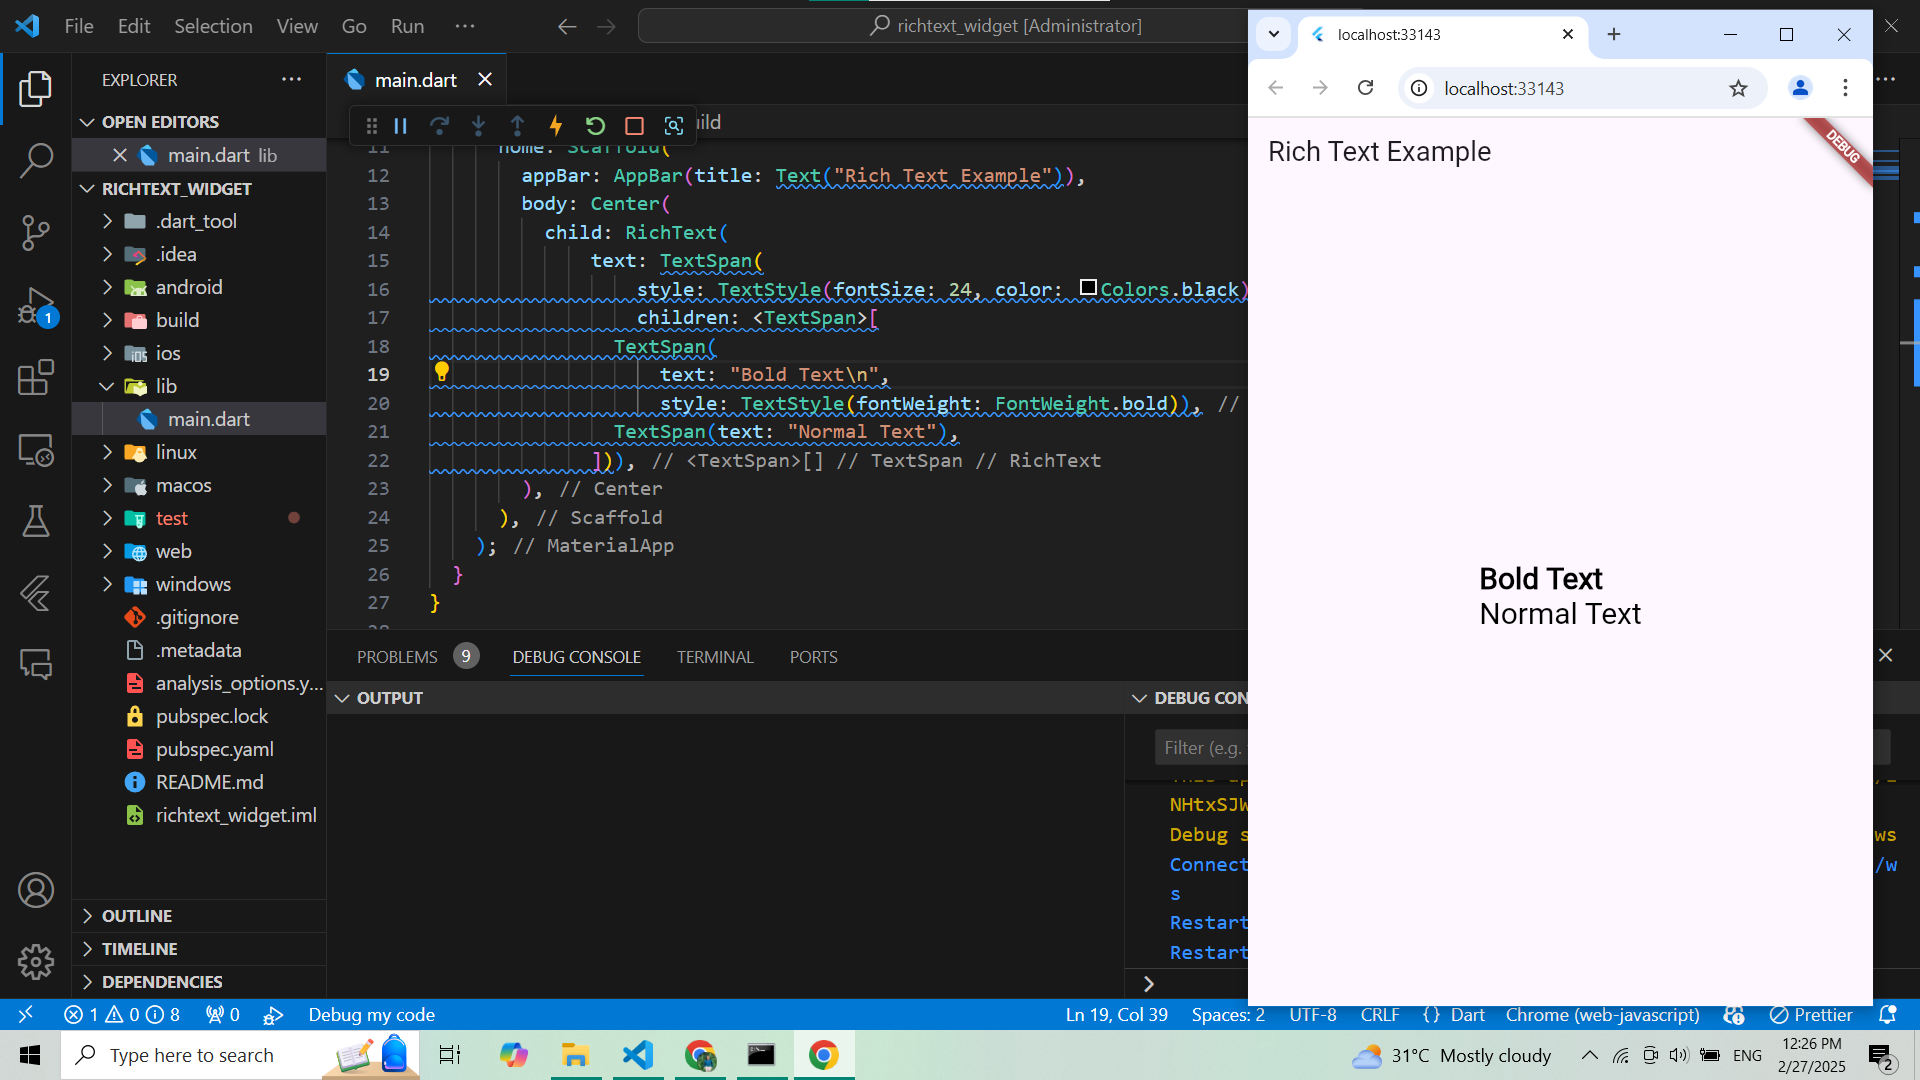 File Edit Selection View Go Run ···
richtext_widget [Administrator]
EXPLORER
OPEN EDITORS
main.dart lib
RICHTEXT_WIDGET
.dart_tool
.idea
android
build
ios
lib
main.dart
linux
macos
test
web
windows
.gitignore
.metadata
analysis_options.y...
pubspec.lock
pubspec.yaml
README.md
richtext_widget.iml
OUTLINE
TIMELINE
DEPENDENCIES
1
main.dart
ild
11 home: Scaffold(
12 appBar: AppBar(title: Text("Rich Text Example")),
13 body: Center(
14 child: RichText(
15 text: TextSpan(
16 style: TextStyle(fontSize: 24, color: Colors.black)
17 children: <TextSpan>[
18 TextSpan(
19 text: "Bold Text\n",
20 style: TextStyle(fontWeight: FontWeight.bold)), //
21 TextSpan(text: "Normal Text"),
22 ])), // <TextSpan>[] // TextSpan // RichText
23 ), // Center
24 ), // Scaffold
25 ); // MaterialApp
26 }
27 }
PROBLEMS 9 DEBUG CONSOLE TERMINAL PORTS
OUTPUT
DEBUG CON
Filter (e.g.
NHtxSJW
Debug s ws
Connect /w
s
Restart
Restart
localhost:33143
localhost:33143
Rich Text Example
DEBUG
Bold Text
Normal Text
1 0 8 0 Debug my code Ln 19, Col 39 Spaces: 2 UTF-8 CRLF {} Dart Chrome (web-javascript) Prettier
Type here to search
31°C Mostly cloudy
ENG
12:26 PM
2/27/2025
2